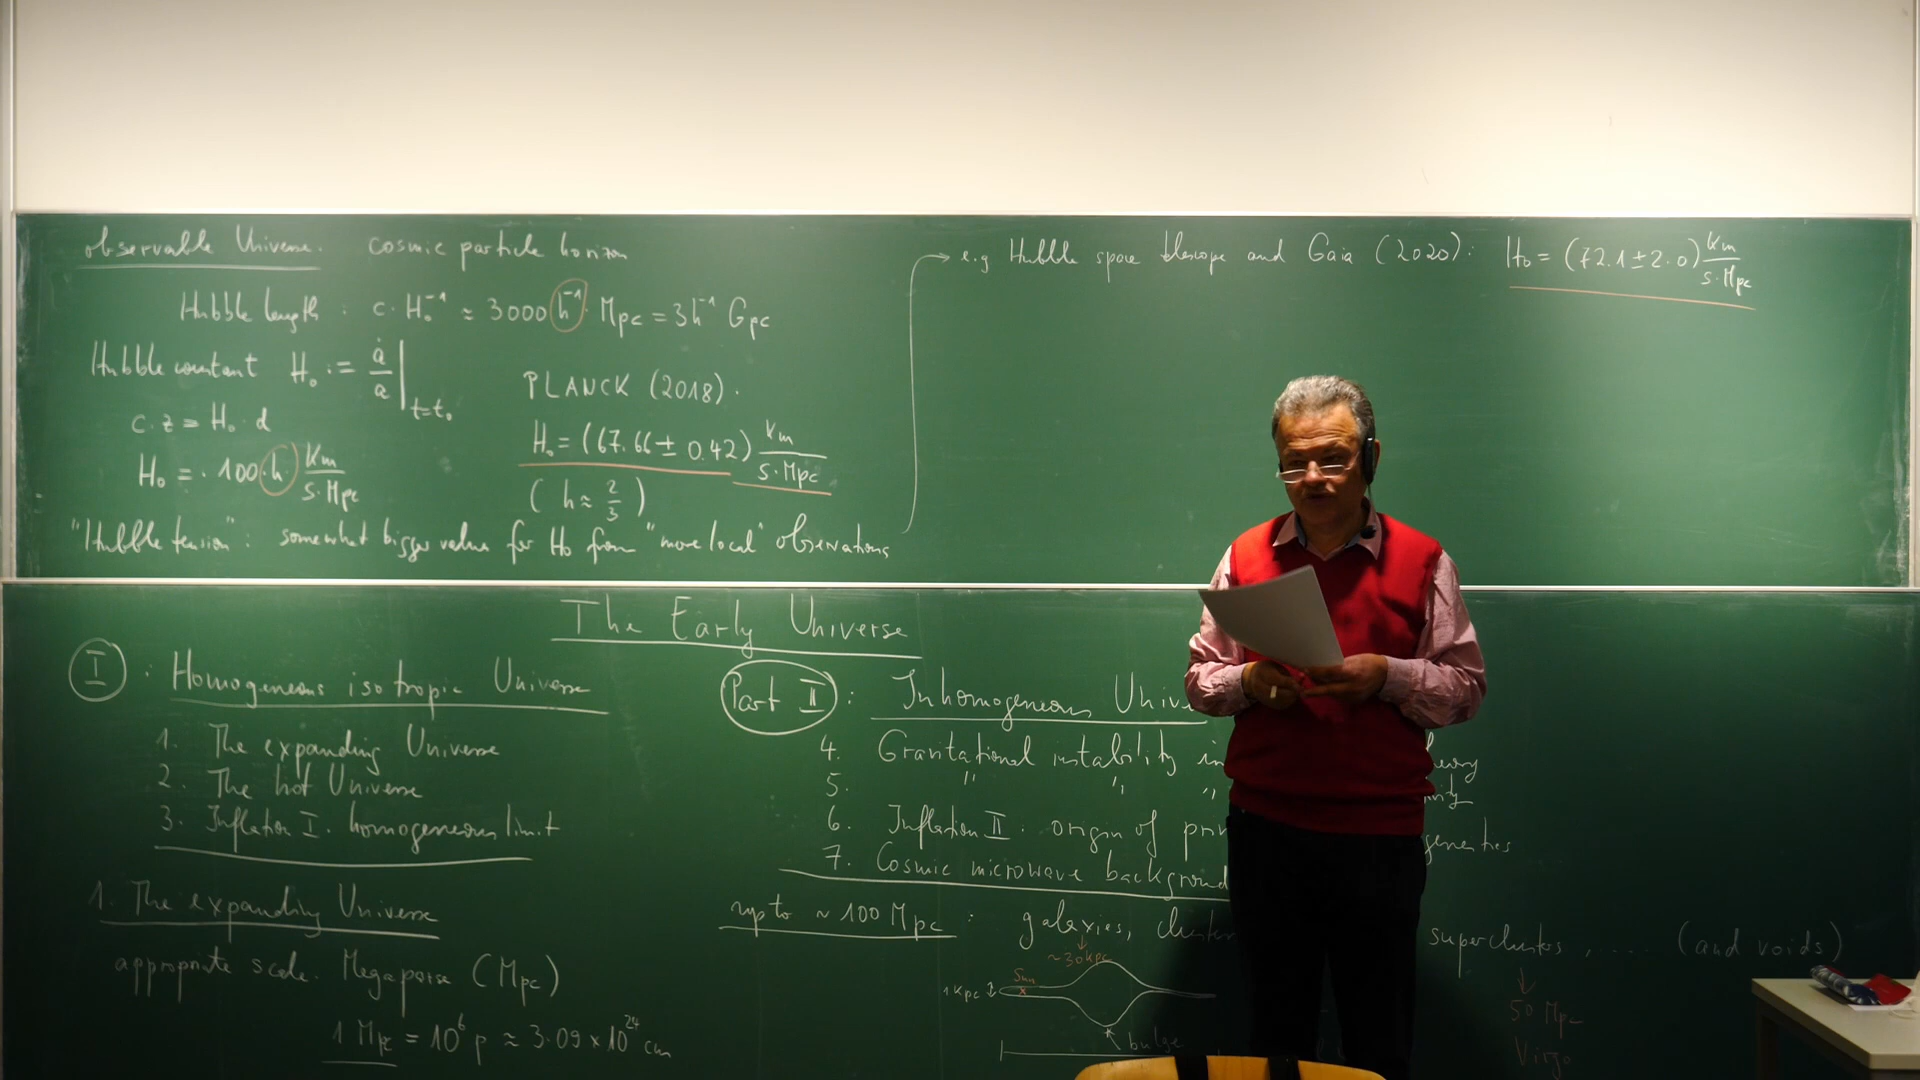 observable Universe. cosmic particle horizon
Hubble length : c·H₀⁻¹ ≈ 3000 h⁻¹ Mpc = 3h⁻¹ Gpc
Hubble constant H₀ := ȧ/a |t=t₀
c·z = H₀·d
H₀ = 100·h Km/s·Mpc
PLANCK (2018).
H₀ = (67.66 ± 0.42) Km/s·Mpc
(h ≈ 2/3)
"Hubble tension": somewhat bigger values for H₀ from "more local" observations
→ e.g Hubble space telescope and Gaia (2020): H₀ = (72.1 ± 2.0) Km/s·Mpc
The Early Universe
I : Homogeneous isotropic Universe
1. The expanding Universe
2. The hot Universe
3. Inflation I. homogeneous limit
Part II : Inhomogeneous Unive
4. Gravitational instability in
5. " " "
6. Inflation II. origin of pri
7. Cosmic microwave background
1. The expanding Universe
appropriate scale. Megaparsec (Mpc)
1 Mpc = 10⁶ p ≈ 3.09 × 10²⁴ cm
up to ~ 100 Mpc : galaxies, cluster superclusters, .... (and voids)
~30kpc
Sun
1 kpc
bulge
50 Mpc
Virgo